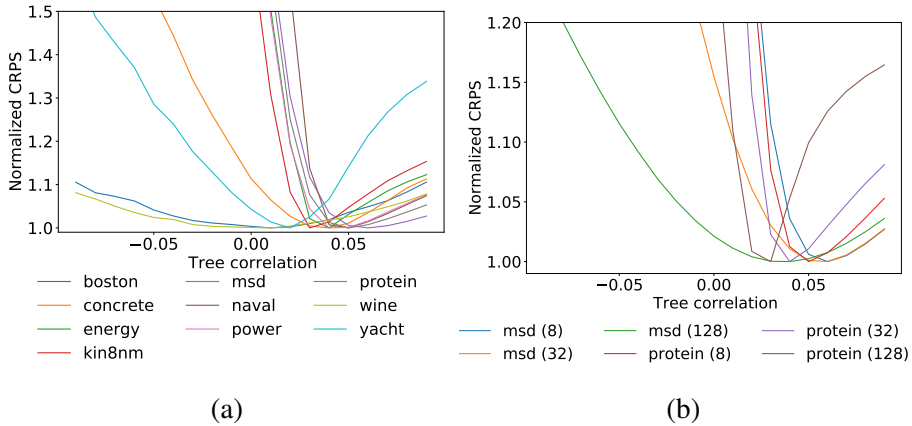 1.5
1.4
1.3
1.2
1.1
1.0
Normalized CRPS
−0.05 0.00 0.05
Tree correlation
boston msd protein
concrete naval wine
energy power yacht
kin8nm
(a)
1.20
1.15
1.10
1.05
1.00
Normalized CRPS
−0.05 0.00 0.05
Tree correlation
msd (8) msd (128) protein (32)
msd (32) protein (8) protein (128)
(b)